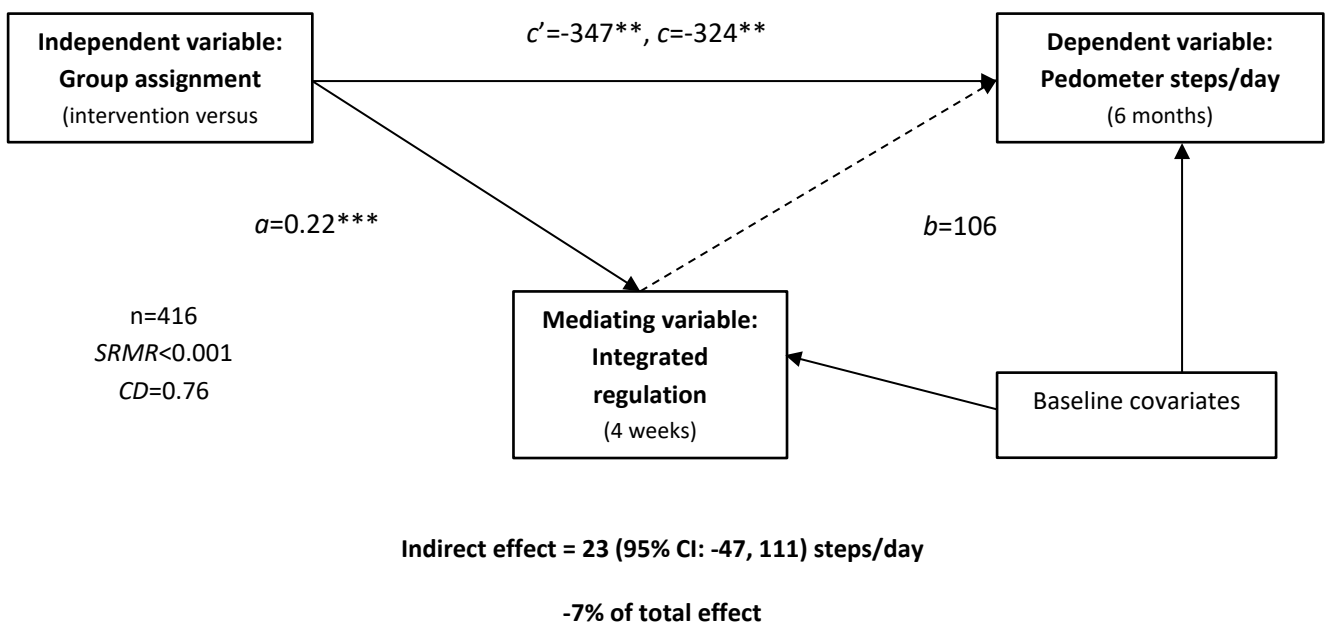 Independent variable:
Group assignment
(intervention versus
c’=-347**, c=-324**
Dependent variable:
Pedometer steps/day
(6 months)
a=0.22***
b=106
n=416
SRMR<0.001
CD=0.76
Mediating variable:
Integrated
regulation
(4 weeks)
Baseline covariates
Indirect effect = 23 (95% CI: -47, 111) steps/day
-7% of total effect